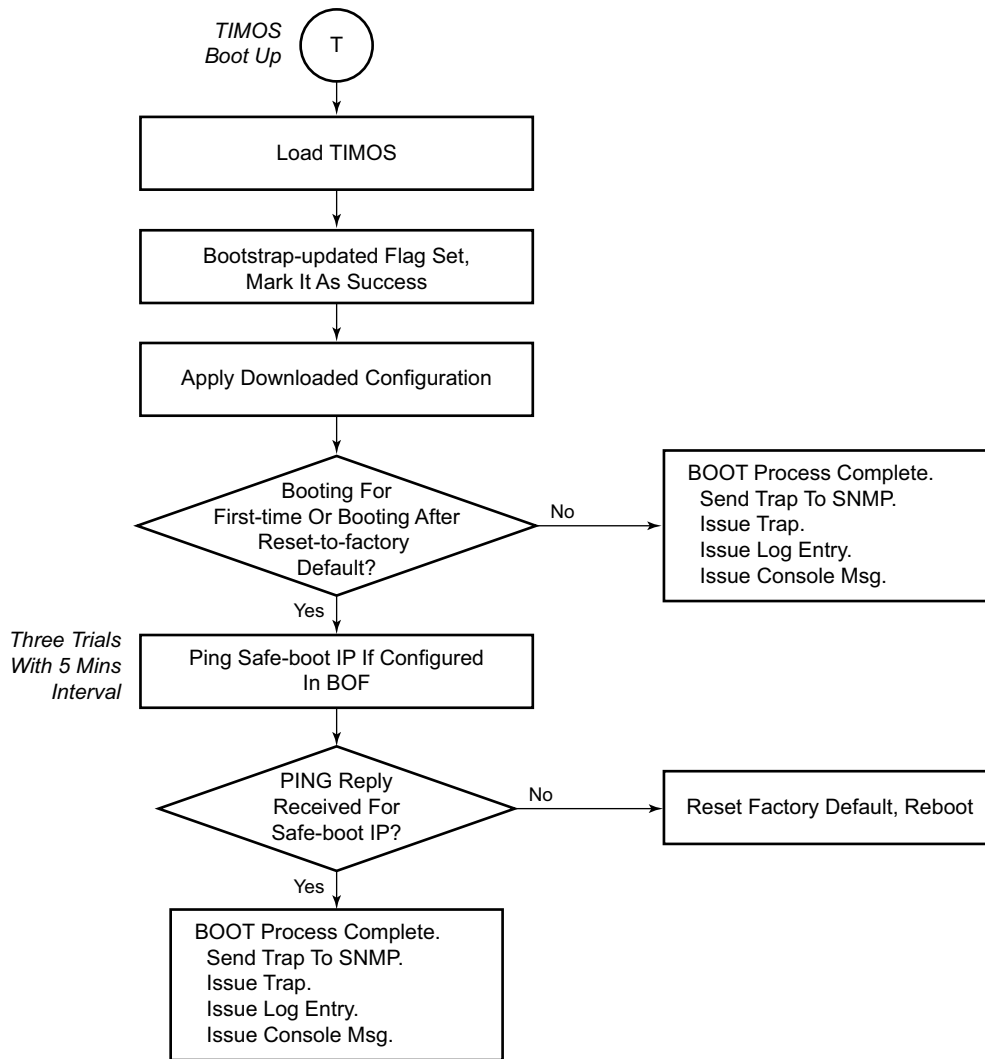 TIMOS
Boot Up
T
Load TIMOS
Bootstrap-updated Flag Set,
Mark It As Success
Apply Downloaded Configuration
Booting For
First-time Or Booting After
Reset-to-factory
Default?
No
BOOT Process Complete.
Send Trap To SNMP.
Issue Trap.
Issue Log Entry.
Issue Console Msg.
Yes
Three Trials
With 5 Mins
Interval
Ping Safe-boot IP If Configured
In BOF
PING Reply
Received For
Safe-boot IP?
No
Reset Factory Default, Reboot
Yes
BOOT Process Complete.
Send Trap To SNMP.
Issue Trap.
Issue Log Entry.
Issue Console Msg.